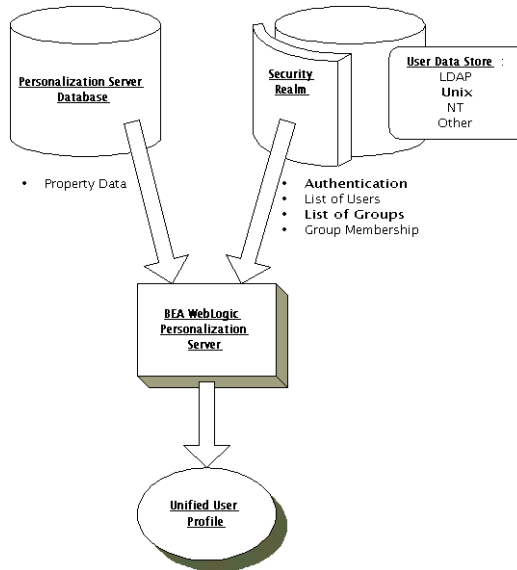 Personalization Server
Database
Security
Realm
User Data Store :
LDAP
Unix
NT
Other
• Property Data
• Authentication
• List of Users
• List of Groups
• Group Membership
BEA WebLogic
Personalization
Server
Unified User
Profile